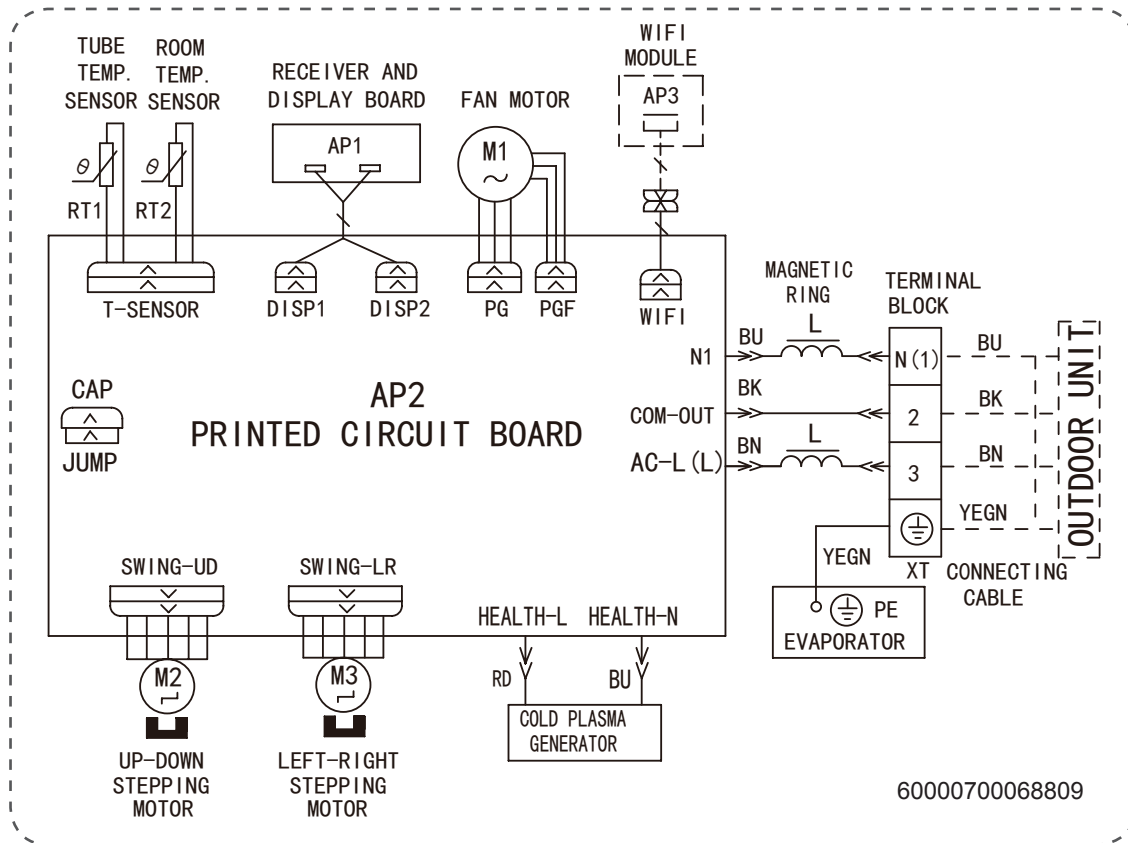 TUBE
TEMP.
SENSOR
ROOM
TEMP.
SENSOR
RECEIVER AND
DISPLAY BOARD
FAN MOTOR
WIFI
MODULE
AP3
AP1
M1
θ
θ
RT1
RT2
T-SENSOR
DISP1
DISP2
PG
PGF
WIFI
MAGNETIC
RING
TERMINAL
BLOCK
N1
BU
L
N(1)
BU
COM-OUT
BK
2
BK
AC-L(L)
BN
L
3
BN
YEGN
OUTDOOR UNIT
CAP
JUMP
AP2
PRINTED CIRCUIT BOARD
YEGN
XT
CONNECTING
CABLE
PE
EVAPORATOR
SWING-UD
SWING-LR
HEALTH-L
HEALTH-N
M2
M3
RD
BU
COLD PLASMA
GENERATOR
UP-DOWN
STEPPING
MOTOR
LEFT-RIGHT
STEPPING
MOTOR
60000700068809